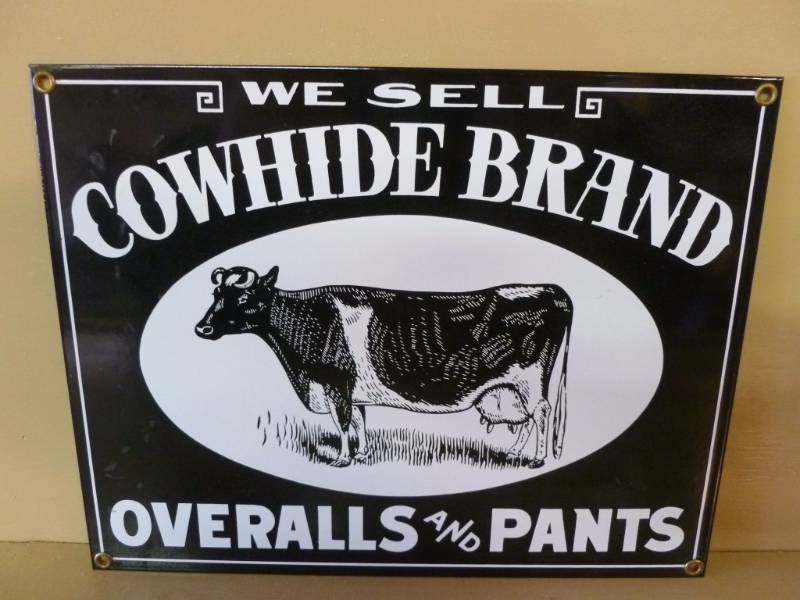 WE SELL
COWHIDE BRAND
OVERALLS AND PANTS